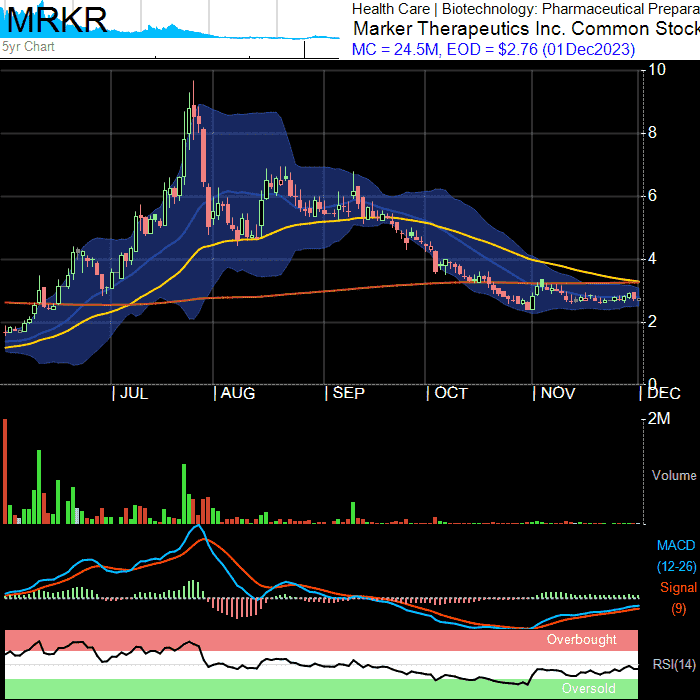 MRKR
5yr Chart
Health Care | Biotechnology: Pharmaceutical Prepara
Marker Therapeutics Inc. Common Stock
MC = 24.5M, EOD = $2.76 (01Dec2023)
10
8
6
4
2
0
JUL
AUG
SEP
OCT
NOV
DEC
2M
Volume
MACD
(12-26)
Signal
(9)
Overbought
RSI(14)
Oversold